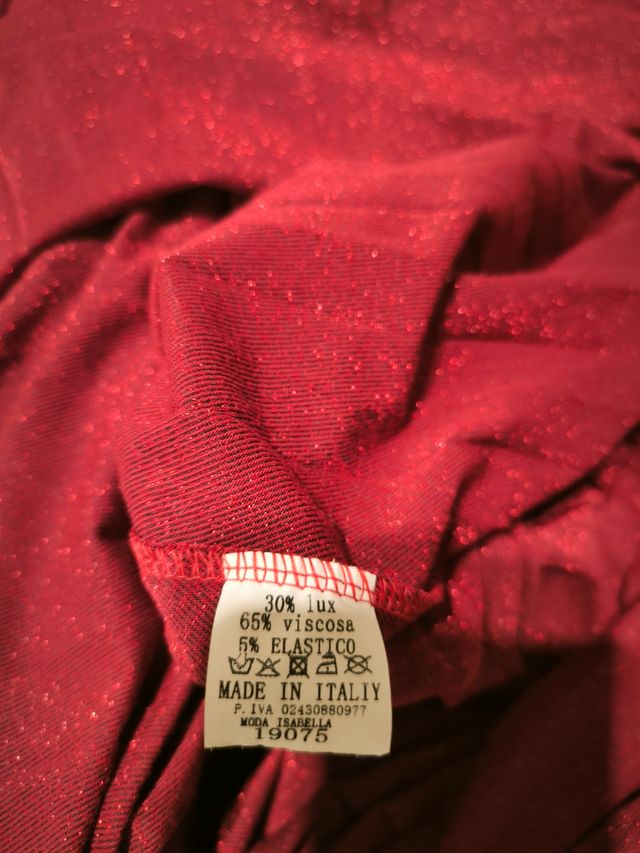 30% lux
65% viscosa
5% ELASTICO
MADE IN ITALIY
P. IVA 02430880977
MODA ISABELLA
19075